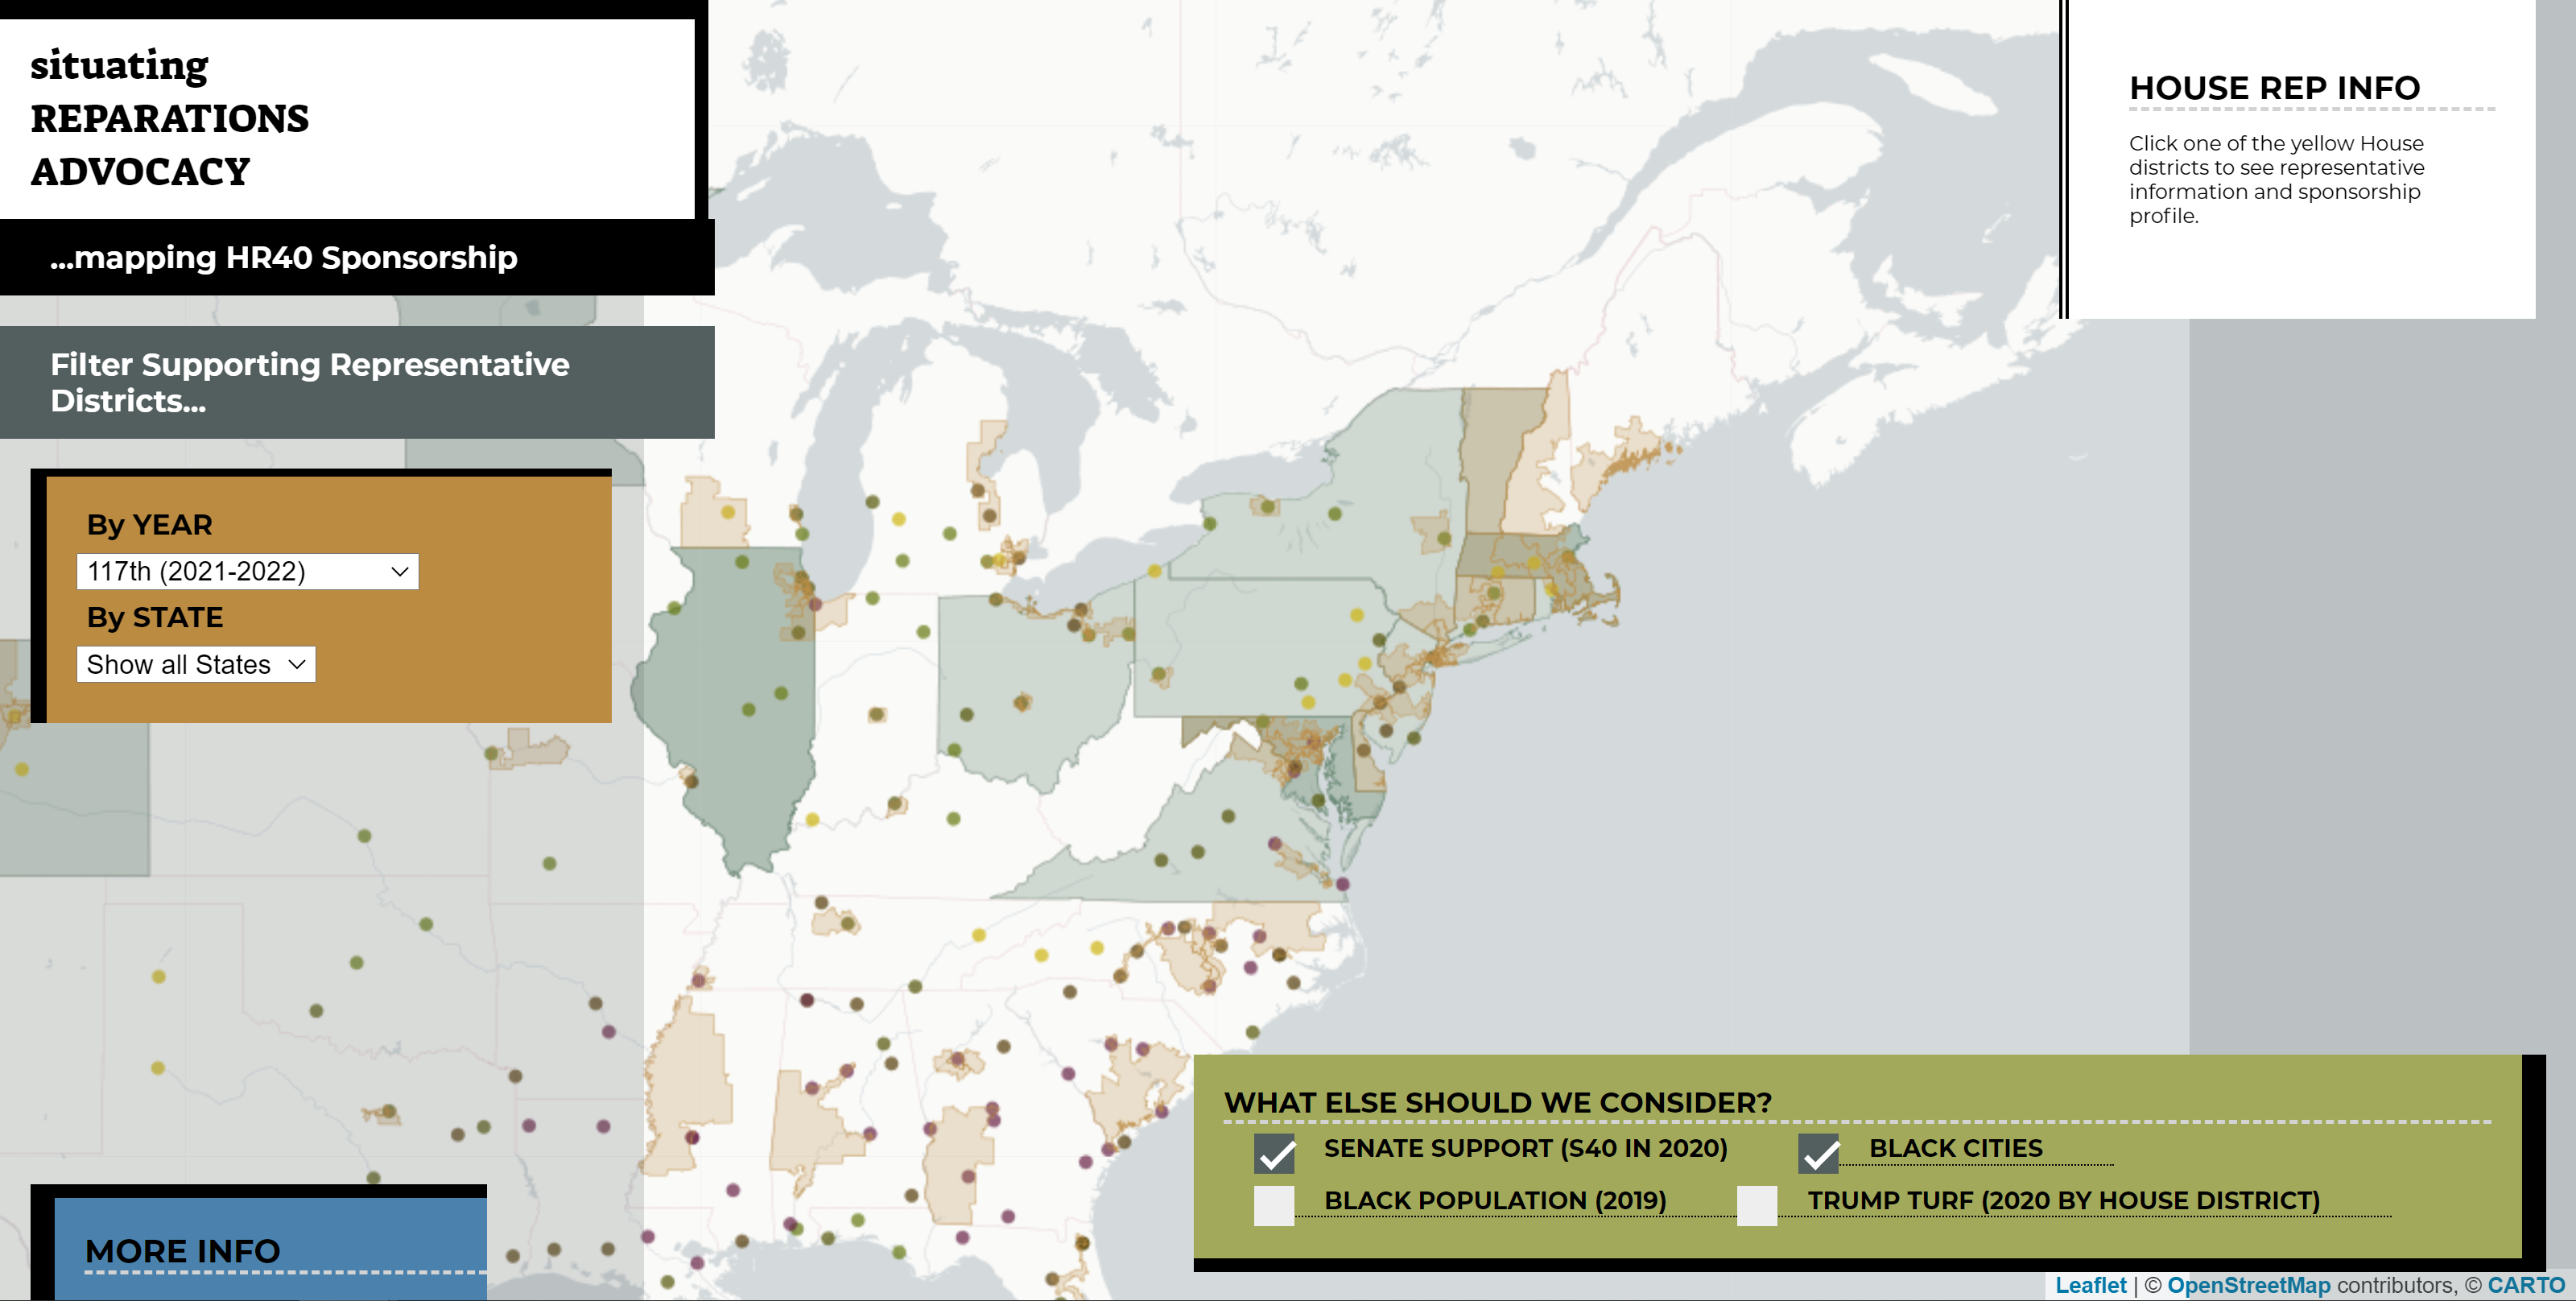 situating
REPARATIONS
ADVOCACY
...mapping HR40 Sponsorship
Filter Supporting Representative
Districts...
By YEAR
117th (2021-2022)
By STATE
Show all States
MORE INFO
HOUSE REP INFO
Click one of the yellow House
districts to see representative
information and sponsorship
profile.
WHAT ELSE SHOULD WE CONSIDER?
SENATE SUPPORT (S40 IN 2020)
BLACK CITIES
BLACK POPULATION (2019)
TRUMP TURF (2020 BY HOUSE DISTRICT)
Leaflet | © OpenStreetMap contributors, © CARTO